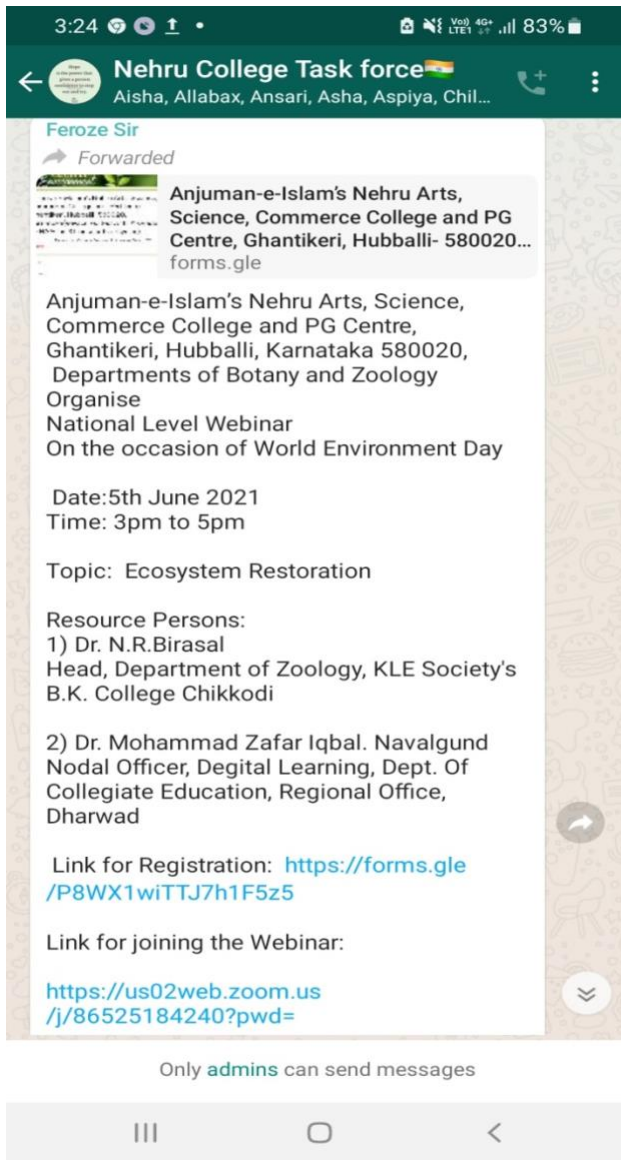 3:24
Vo)) 4G+ 83%
LTE1
Nehru College Task force
Aisha, Allabax, Ansari, Asha, Aspiya, Chil...
Feroze Sir
Forwarded
Anjuman-e-Islam's Nehru Arts,
Science, Commerce College and PG
Centre, Ghantikeri, Hubballi- 580020...
forms.gle
Anjuman-e-Islam's Nehru Arts, Science,
Commerce College and PG Centre,
Ghantikeri, Hubballi, Karnataka 580020,
Departments of Botany and Zoology
Organise
National Level Webinar
On the occasion of World Environment Day
Date:5th June 2021
Time: 3pm to 5pm
Topic: Ecosystem Restoration
Resource Persons:
1) Dr. N.R.Birasal
Head, Department of Zoology, KLE Society's
B.K. College Chikkodi
2) Dr. Mohammad Zafar Iqbal. Navalgund
Nodal Officer, Degital Learning, Dept. Of
Collegiate Education, Regional Office,
Dharwad
Link for Registration: https://forms.gle
/P8WX1wiTTJ7h1F5z5
Link for joining the Webinar:
https://us02web.zoom.us
/j/86525184240?pwd=
Only admins can send messages